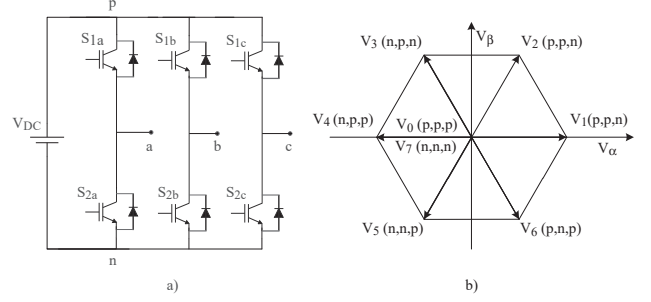 p
S1a
S1b
S1c
VDC
a
b
c
S2a
S2b
S2c
n
a)
V3 (n,p,n)
Vβ
V2 (p,p,n)
V4 (n,p,p)
V0 (p,p,p)
V1(p,p,n)
V7 (n,n,n)
Vα
V5 (n,n,p)
V6 (p,n,p)
b)